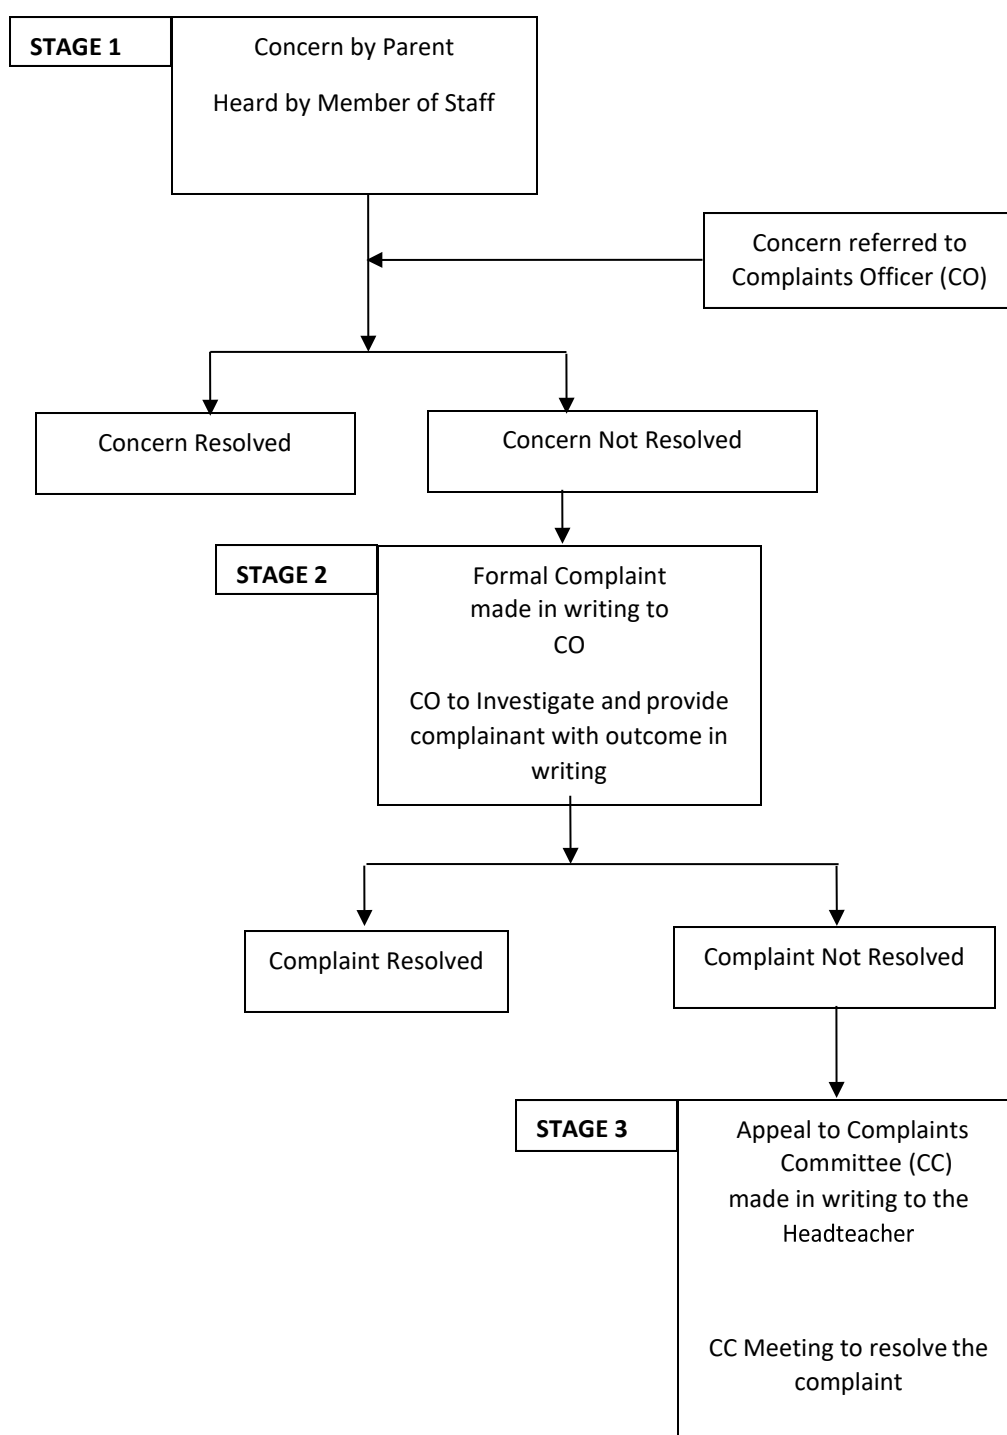 STAGE 1
Concern by Parent
Heard by Member of Staff
Concern referred to
Complaints Officer (CO)
Concern Resolved
Concern Not Resolved
STAGE 2
Formal Complaint
made in writing to
CO
CO to Investigate and provide
complainant with outcome in
writing
Complaint Resolved
Complaint Not Resolved
STAGE 3
Appeal to Complaints
Committee (CC)
made in writing to the
Headteacher
CC Meeting to resolve the
complaint